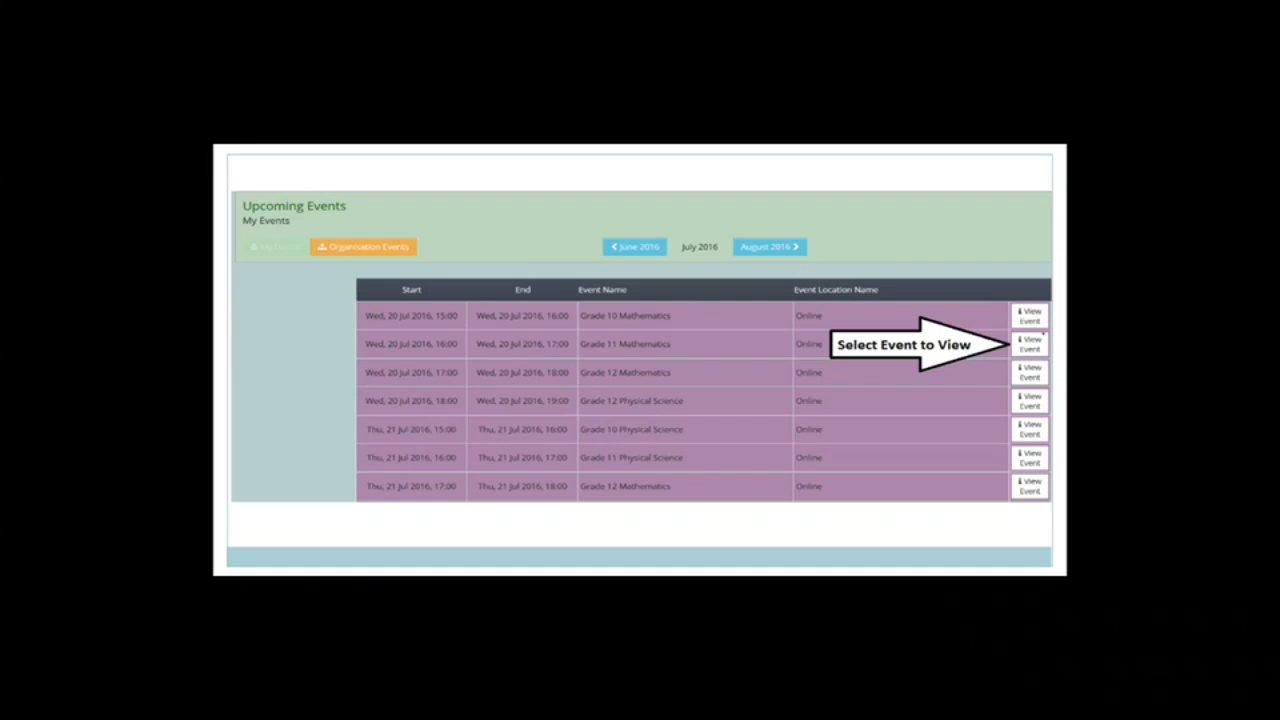 Upcoming Events
My Events
My Events Organisation Events June 2016 July 2016 August 2016
Start End Event Name Event Location Name
Wed, 20 Jul 2016, 15:00 Wed, 20 Jul 2016, 16:00 Grade 10 Mathematics Online View Event
Wed, 20 Jul 2016, 16:00 Wed, 20 Jul 2016, 17:00 Grade 11 Mathematics Online Select Event to View View Event
Wed, 20 Jul 2016, 17:00 Wed, 20 Jul 2016, 18:00 Grade 12 Mathematics Online View Event
Wed, 20 Jul 2016, 18:00 Wed, 20 Jul 2016, 19:00 Grade 12 Physical Science Online View Event
Thu, 21 Jul 2016, 15:00 Thu, 21 Jul 2016, 16:00 Grade 10 Physical Science Online View Event
Thu, 21 Jul 2016, 16:00 Thu, 21 Jul 2016, 17:00 Grade 11 Physical Science Online View Event
Thu, 21 Jul 2016, 17:00 Thu, 21 Jul 2016, 18:00 Grade 12 Mathematics Online View Event